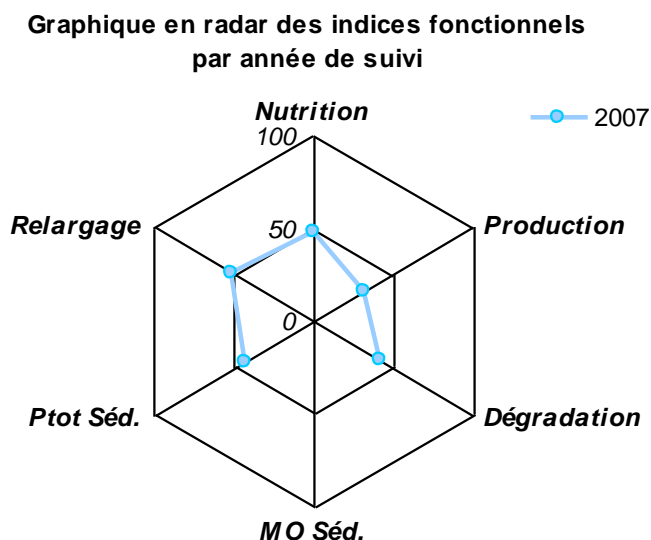 Graphique en radar des indices fonctionnels
par année de suivi
Nutrition
2007
100
Relargage
Production
50
0
Ptot Séd.
Dégradation
MO Séd.